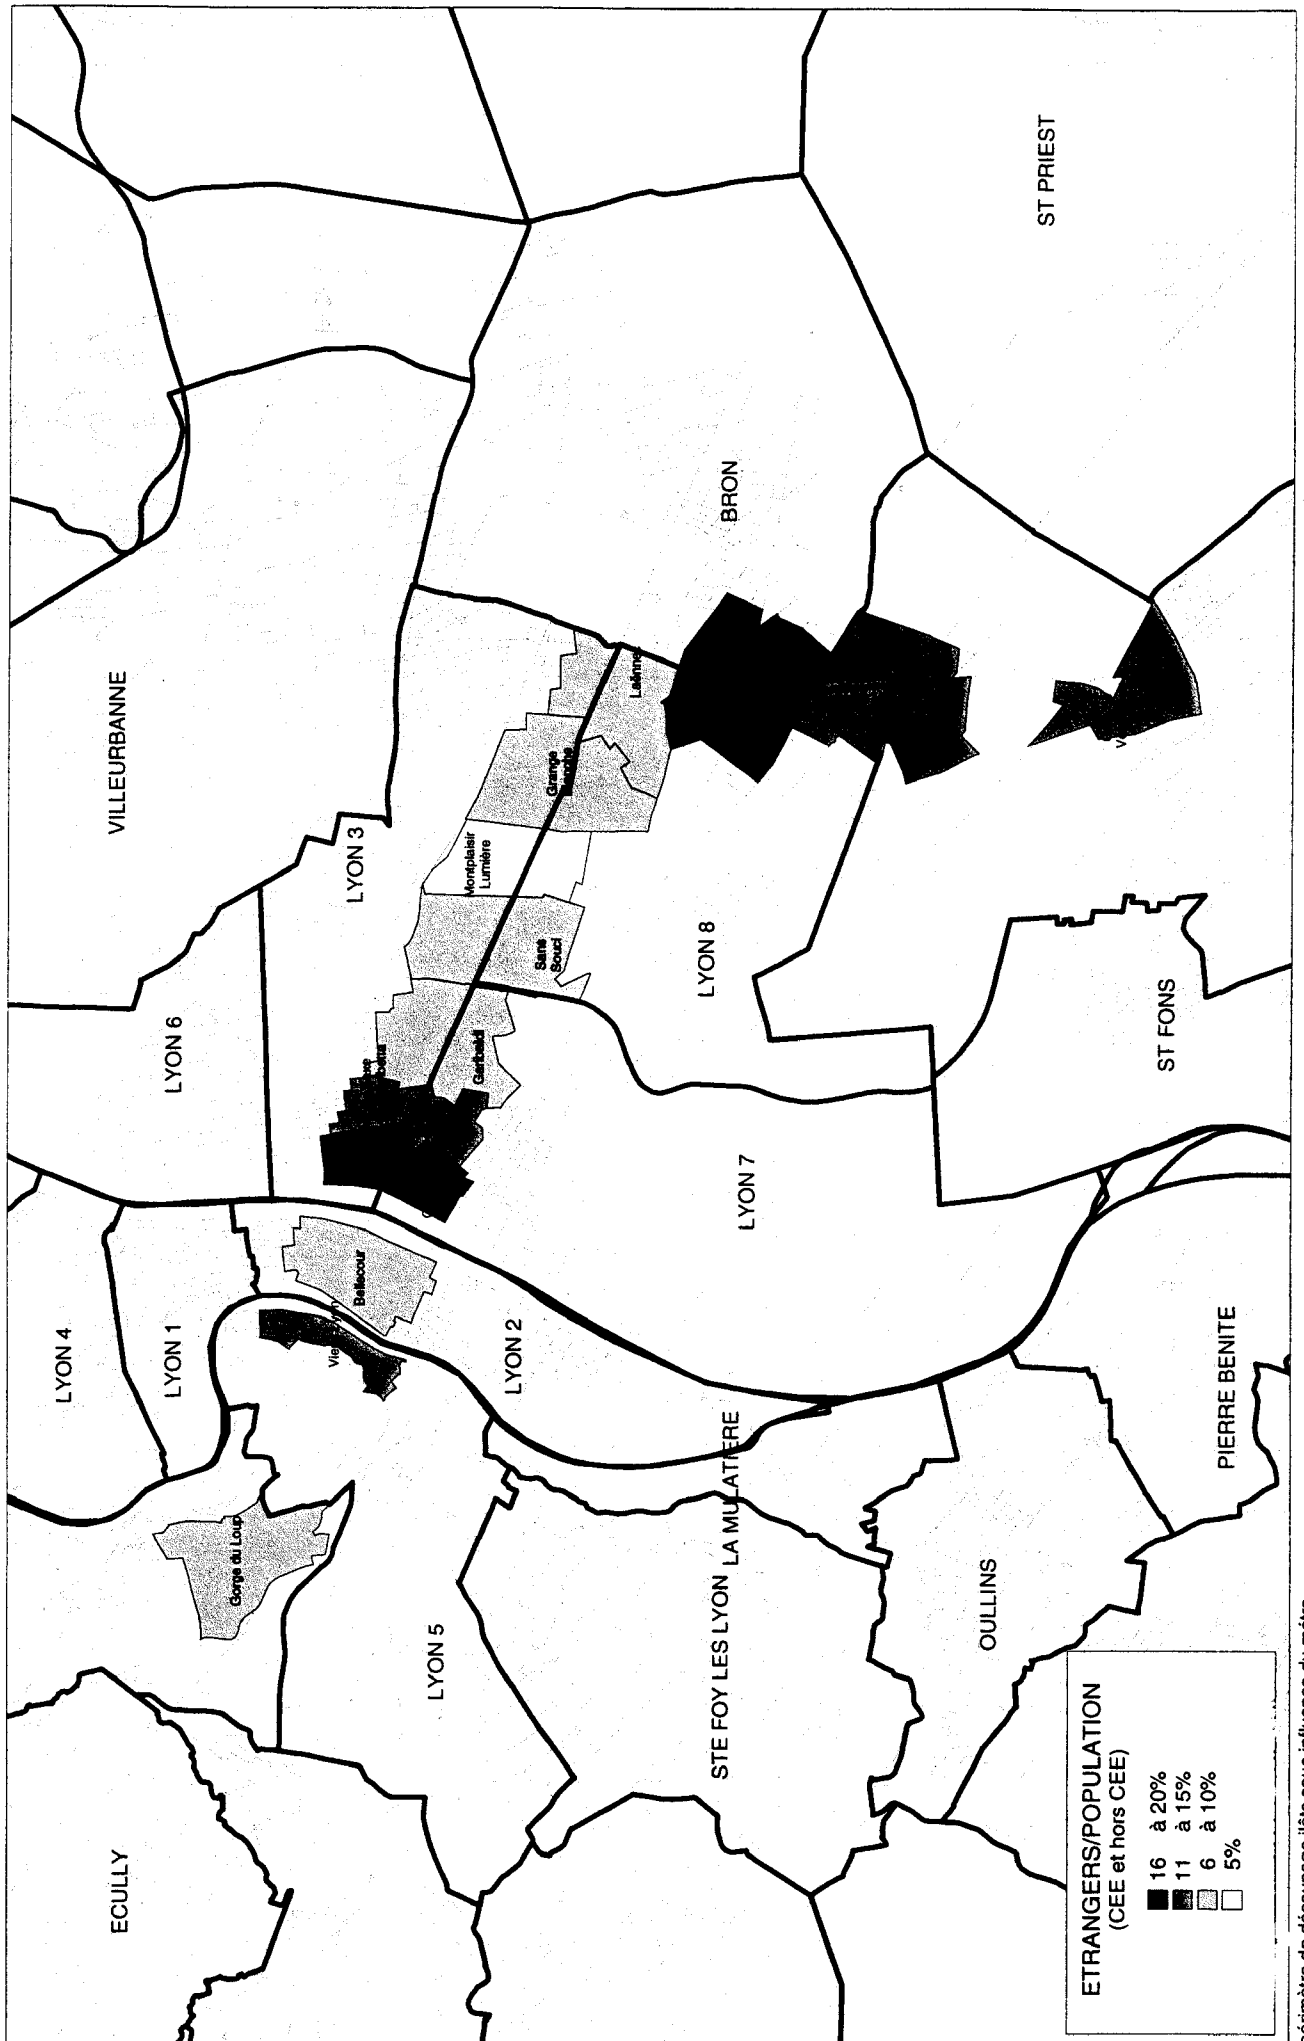 ECULLY
LYON 4
LYON 1
LYON 6
VILLEURBANNE
Gorge du Loup
Bellecour
LYON 3
LYON 5
LYON 2
Garibaldi
Sans
Souci
Montplaisir
Lumière
Grange
Blanche
Laënnec
BRON
STE FOY LES LYON
LA MULATIERE
LYON 7
LYON 8
ST PRIEST
OULLINS
PIERRE BENITE
ST FONS
ETRANGERS/POPULATION
(CEE et hors CEE)
16 à 20%
11 à 15%
6 à 10%
5%